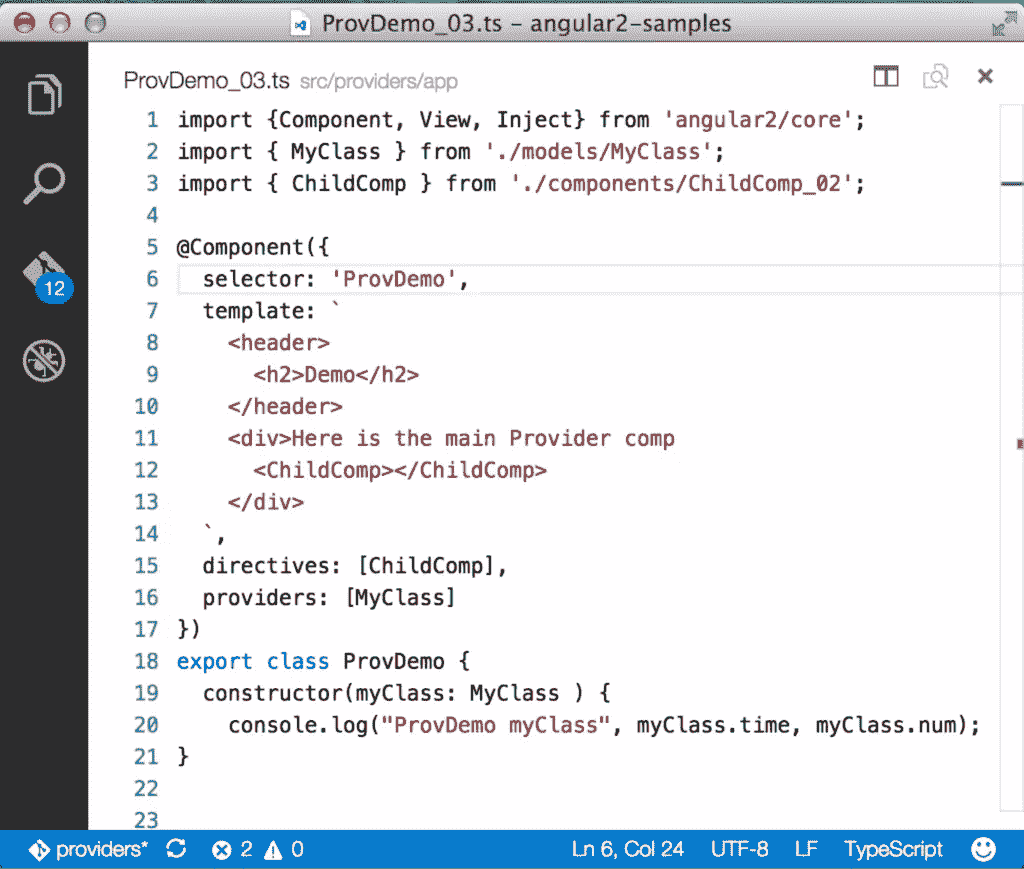 ProvDemo_03.ts – angular2-samples
ProvDemo_03.ts src/providers/app
1 import {Component, View, Inject} from 'angular2/core';
2 import { MyClass } from './models/MyClass';
3 import { ChildComp } from './components/ChildComp_02';
4
5 @Component({
6   selector: 'ProvDemo',
7   template: `
8     <header>
9       <h2>Demo</h2>
10     </header>
11     <div>Here is the main Provider comp
12       <ChildComp></ChildComp>
13     </div>
14   `,
15   directives: [ChildComp],
16   providers: [MyClass]
17 })
18 export class ProvDemo {
19   constructor(myClass: MyClass ) {
20     console.log("ProvDemo myClass", myClass.time, myClass.num);
21 }
22
23
12
providers* 2 0 Ln 6, Col 24 UTF-8 LF TypeScript